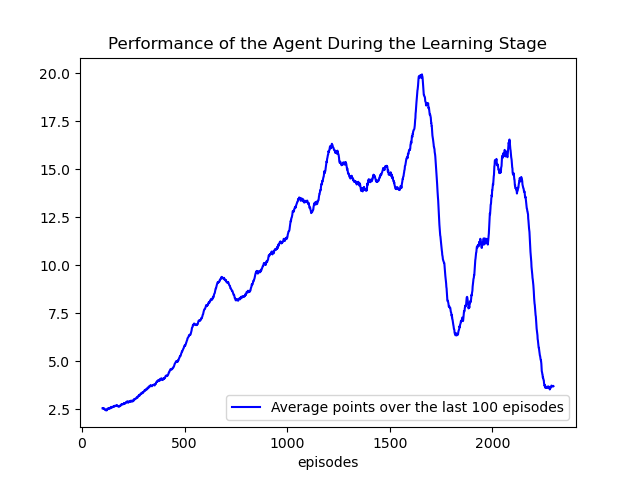 Performance of the Agent During the Learning Stage
20.0
17.5
15.0
12.5
10.0
7.5
5.0
2.5
Average points over the last 100 episodes
0 500 1000 1500 2000
episodes